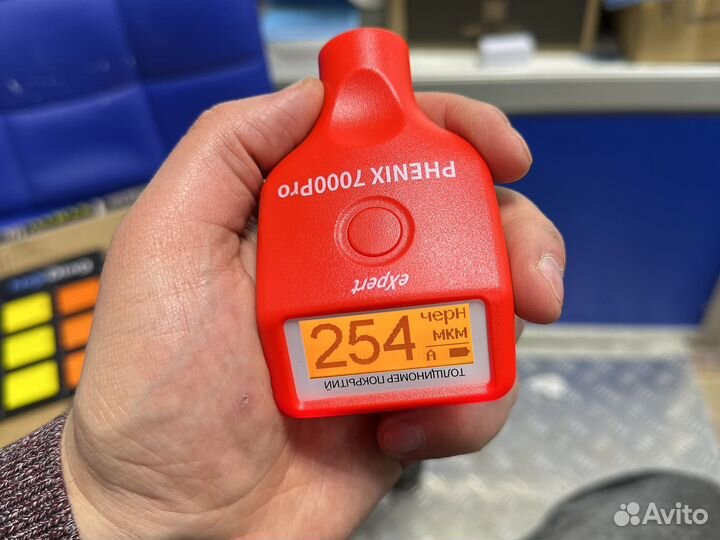 PHENIX 7000Pro
eXpert
254
черн
мкм
A
ТОЛЩИНОМЕР ПОКРЫТИЙ
Avito